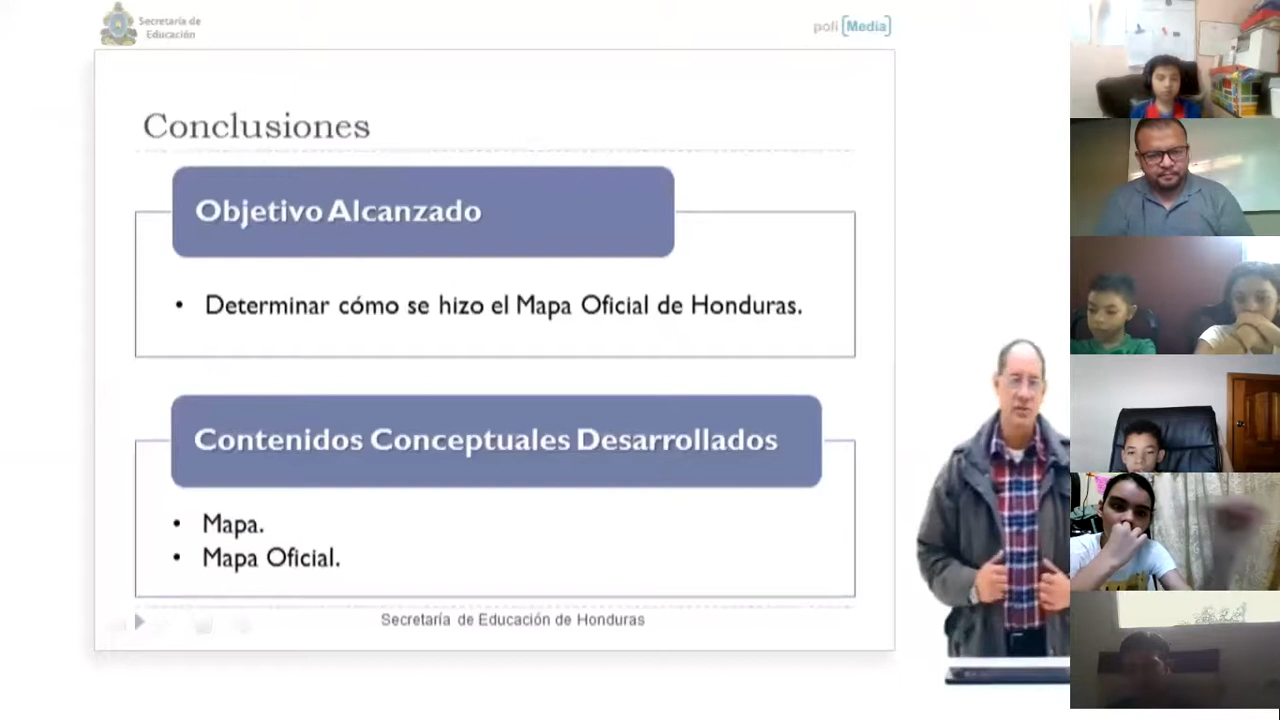 Secretaría de
Educación
pofi [Media]
Conclusiones
Objetivo Alcanzado
• Determinar cómo se hizo el Mapa Oficial de Honduras.
Contenidos Conceptuales Desarrollados
• Mapa.
• Mapa Oficial.
Secretaría de Educación de Honduras